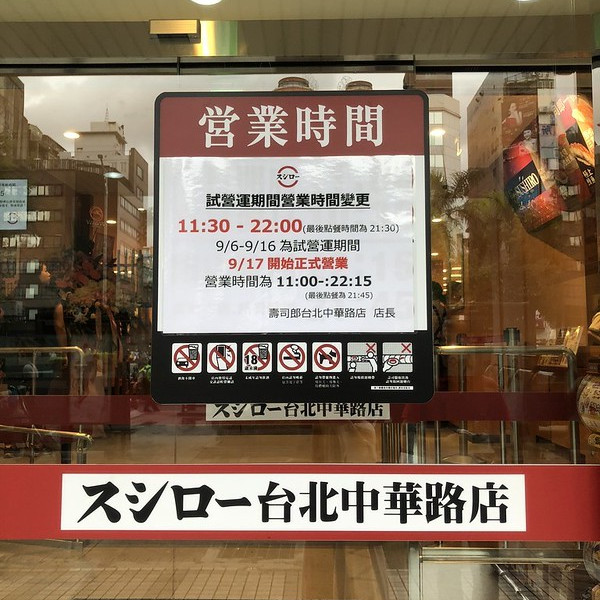 営業時間
スシロー
試營運期間營業時間變更
11:30 - 22:00(最後點餐時間為 21:30)
9/6-9/16 為試營運期間
9/17 開始正式營業
營業時間為 11:00-:22:15
(最後點餐為 21:45)
壽司郎台北中華路店 店長
18
スシロー台北中華路店
スシロー台北中華路店